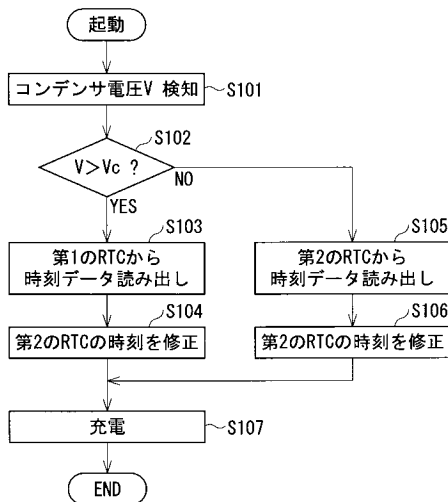 起動
コンデンサ電圧V 検知
S101
S102
V>Vc ?
NO
YES
S103
第1のRTCから
時刻データ読み出し
S105
第2のRTCから
時刻データ読み出し
S104
第2のRTCの時刻を修正
S106
第2のRTCの時刻を修正
充電
S107
END